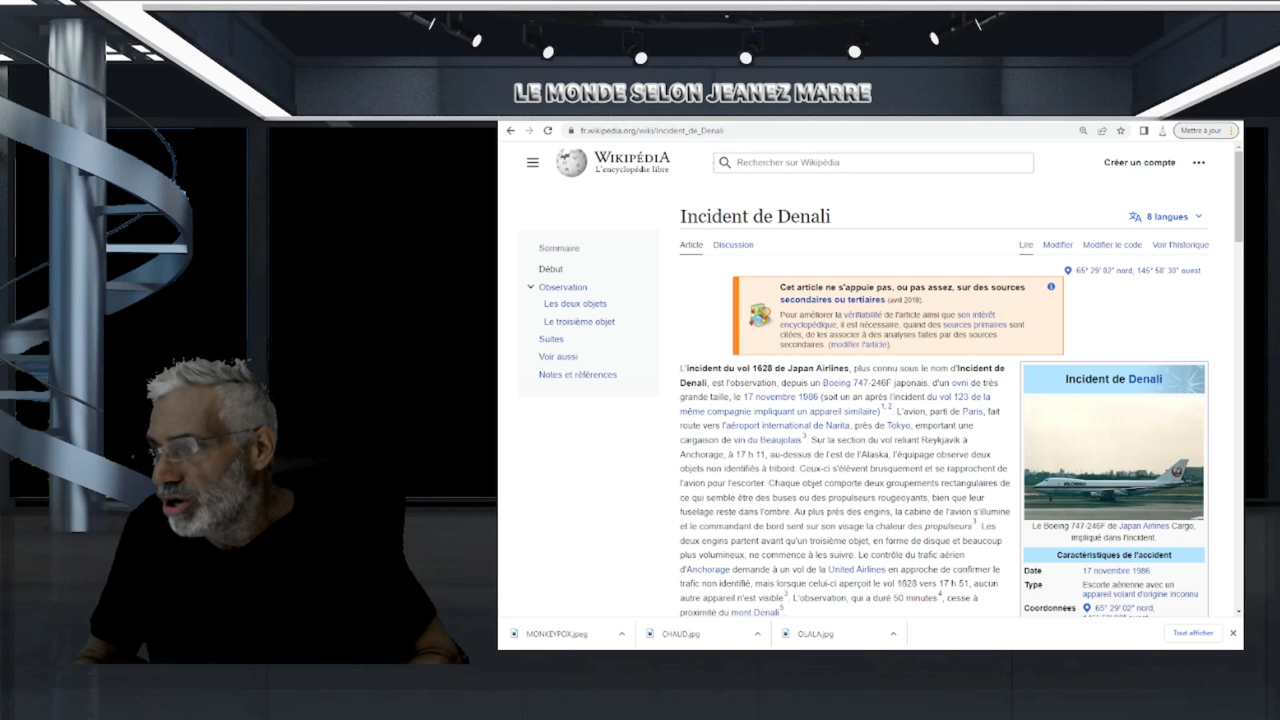 LE MONDE SELON JEANEZ MARRE
fr.wikipedia.org/wiki/Incident_de_Denali
Mettre à jour
WIKIPÉDIA
L'encyclopédie libre
Rechercher sur Wikipédia
Créer un compte
Incident de Denali
8 langues
Sommaire
Article Discussion
Lire Modifier Modifier le code Voir l'historique
Début
65° 29′ 02″ nord, 145° 58′ 30″ ouest
Observation
Les deux objets
Le troisième objet
Suites
Voir aussi
Notes et références
Cet article ne s'appuie pas, ou pas assez, sur des sources
secondaires ou tertiaires (avril 2019).
Pour améliorer la vérifiabilité de l'article ainsi que son intérêt
encyclopédique, il est nécessaire, quand des sources primaires sont
citées, de les associer à des analyses faites par des sources
secondaires. (modifier l'article).
L'incident du vol 1628 de Japan Airlines, plus connu sous le nom d'Incident de
Denali, est l'observation, depuis un Boeing 747-246F japonais, d'un ovni de très
grande taille, le 17 novembre 1986 (soit un an après l'incident du vol 123 de la
même compagnie impliquant un appareil similaire)1, 2. L'avion, parti de Paris, fait
route vers l'aéroport international de Narita, près de Tokyo, emportant une
cargaison de vin du Beaujolais3. Sur la section du vol reliant Reykjavik à
Anchorage, à 17 h 11, au-dessus de l'est de l'Alaska, l'équipage observe deux
objets non identifiés à tribord. Ceux-ci s'élèvent brusquement et se rapprochent de
l'avion pour l'escorter. Chaque objet comporte deux groupements rectangulaires de
ce qui semble être des buses ou des propulseurs rougeoyants, bien que leur
fuselage reste dans l'ombre. Au plus près des engins, la cabine de l'avion s'illumine
et le commandant de bord sent sur son visage la chaleur des propulseurs3. Les
deux engins partent avant qu'un troisième objet, en forme de disque et beaucoup
plus volumineux, ne commence à les suivre. Le contrôle du trafic aérien
d'Anchorage demande à un vol de la United Airlines en approche de confirmer le
trafic non identifié, mais lorsque celui-ci aperçoit le vol 1628 vers 17 h 51, aucun
autre appareil n'est visible3. L'observation, qui a duré 50 minutes4, cesse à
proximité du mont Denali5.
Incident de Denali
Le Boeing 747-246F de Japan Airlines Cargo,
impliqué dans l'incident.
Caractéristiques de l'accident
Date 17 novembre 1986
Type Escorte aérienne avec un
appareil volant d'origine inconnu
Coordonnées 65° 29′ 02″ nord,
MONKEYPOX.jpeg
CHAUD.jpg
OLALA.jpg
Tout afficher